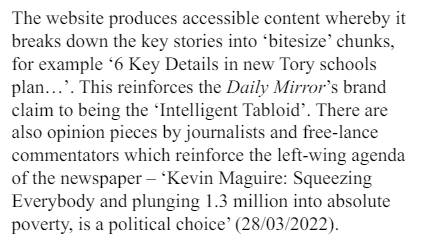 The website produces accessible content whereby it
breaks down the key stories into ‘bitesize’ chunks,
for example ‘6 Key Details in new Tory schools
plan…’. This reinforces the Daily Mirror’s brand
claim to being the ‘Intelligent Tabloid’. There are
also opinion pieces by journalists and free-lance
commentators which reinforce the left-wing agenda
of the newspaper – ‘Kevin Maguire: Squeezing
Everybody and plunging 1.3 million into absolute
poverty, is a political choice’ (28/03/2022).